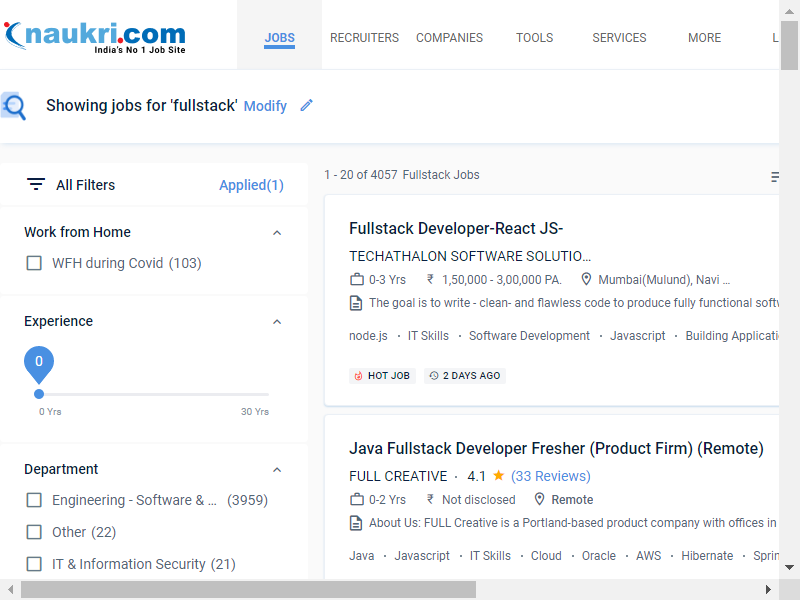 naukri.com
India's No 1 Job Site
JOBS
RECRUITERS
COMPANIES
TOOLS
SERVICES
MORE
Showing jobs for 'fullstack' Modify
All Filters
Applied(1)
Work from Home
WFH during Covid (103)
Experience
0
0 Yrs
30 Yrs
Department
Engineering - Software & ... (3959)
Other (22)
IT & Information Security (21)
1 - 20 of 4057 Fullstack Jobs
Fullstack Developer-React JS-
TECHATHALON SOFTWARE SOLUTIO...
0-3 Yrs ₹ 1,50,000 - 3,00,000 PA. Mumbai(Mulund), Navi ...
The goal is to write - clean- and flawless code to produce fully functional
node.js · IT Skills · Software Development · Javascript · Building
HOT JOB
2 DAYS AGO
Java Fullstack Developer Fresher (Product Firm) (Remote)
FULL CREATIVE · 4.1 ★ (33 Reviews)
0-2 Yrs ₹ Not disclosed Remote
About Us: FULL Creative is a Portland-based product company with offices in
Java · Javascript · IT Skills · Cloud · Oracle · AWS · Hibernate ·